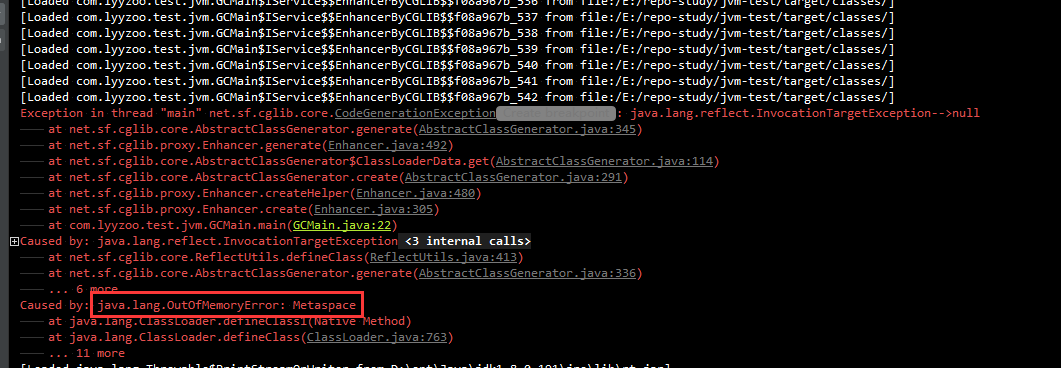 [Loaded com.lyyzoo.test.jvm.GCMain$IService$$EnhancerByCGLIB$$f08a967b_536 from file:/E:/repo-study/jvm-test/target/classes/]
[Loaded com.lyyzoo.test.jvm.GCMain$IService$$EnhancerByCGLIB$$f08a967b_537 from file:/E:/repo-study/jvm-test/target/classes/]
[Loaded com.lyyzoo.test.jvm.GCMain$IService$$EnhancerByCGLIB$$f08a967b_538 from file:/E:/repo-study/jvm-test/target/classes/]
[Loaded com.lyyzoo.test.jvm.GCMain$IService$$EnhancerByCGLIB$$f08a967b_539 from file:/E:/repo-study/jvm-test/target/classes/]
[Loaded com.lyyzoo.test.jvm.GCMain$IService$$EnhancerByCGLIB$$f08a967b_540 from file:/E:/repo-study/jvm-test/target/classes/]
[Loaded com.lyyzoo.test.jvm.GCMain$IService$$EnhancerByCGLIB$$f08a967b_541 from file:/E:/repo-study/jvm-test/target/classes/]
[Loaded com.lyyzoo.test.jvm.GCMain$IService$$EnhancerByCGLIB$$f08a967b_542 from file:/E:/repo-study/jvm-test/target/classes/]
Exception in thread "main" net.sf.cglib.core.CodeGenerationException : java.lang.reflect.InvocationTargetException-->null
at net.sf.cglib.core.AbstractClassGenerator.generate(AbstractClassGenerator.java:345)
at net.sf.cglib.proxy.Enhancer.generate(Enhancer.java:492)
at net.sf.cglib.core.AbstractClassGenerator$ClassLoaderData.get(AbstractClassGenerator.java:114)
at net.sf.cglib.core.AbstractClassGenerator.create(AbstractClassGenerator.java:291)
at net.sf.cglib.proxy.Enhancer.createHelper(Enhancer.java:480)
at net.sf.cglib.proxy.Enhancer.create(Enhancer.java:305)
at com.lyyzoo.test.jvm.GCMain.main(GCMain.java:22)
Caused by: java.lang.reflect.InvocationTargetException <3 internal calls>
at net.sf.cglib.core.ReflectUtils.defineClass(ReflectUtils.java:413)
at net.sf.cglib.core.AbstractClassGenerator.generate(AbstractClassGenerator.java:336)
... 6 more
Caused by: java.lang.OutOfMemoryError: Metaspace
at java.lang.ClassLoader.defineClass1(Native Method)
at java.lang.ClassLoader.defineClass(ClassLoader.java:763)
... 11 more